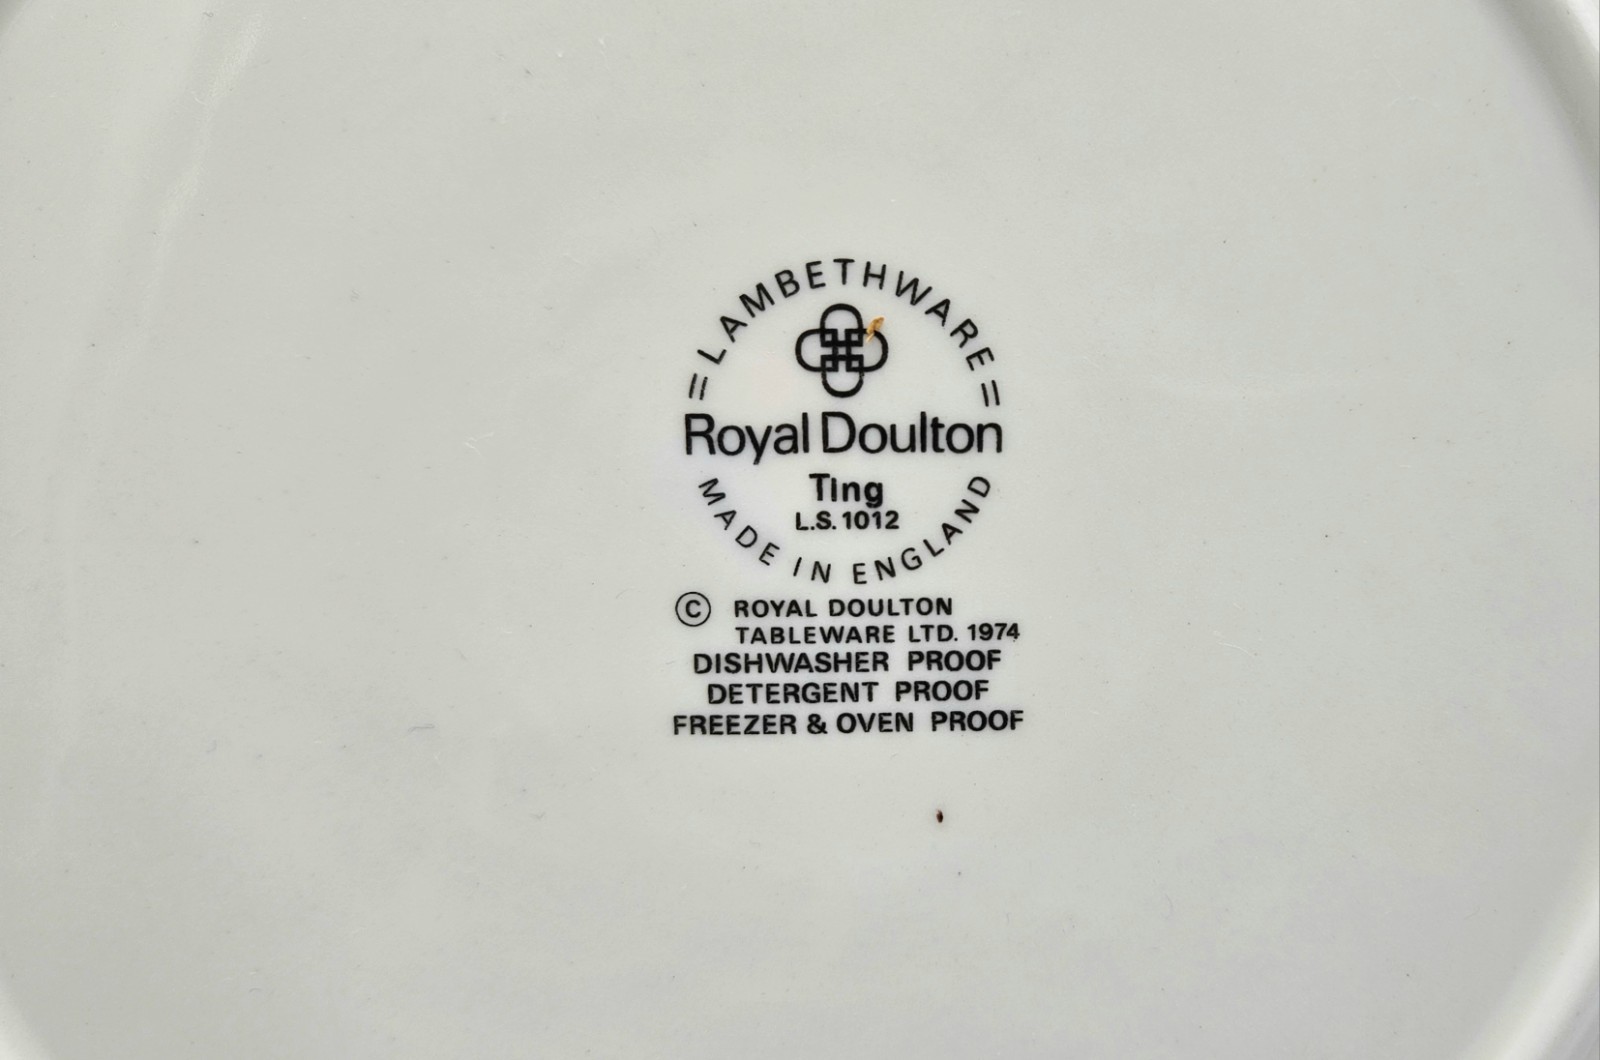 =LAMBETHWARE=
Royal Doulton
Ting
L.S. 1012
MADE IN ENGLAND
© ROYAL DOULTON
TABLEWARE LTD. 1974
DISHWASHER PROOF
DETERGENT PROOF
FREEZER & OVEN PROOF